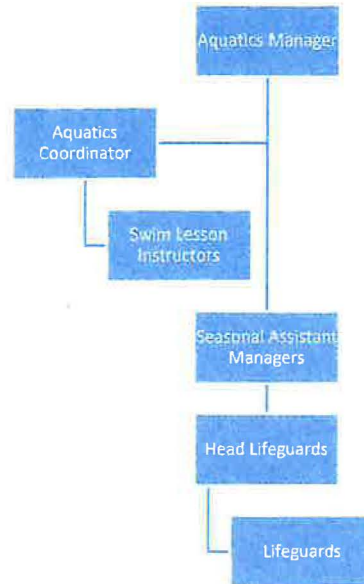 Aquatics Manager
Aquatics
Coordinator
Swim Lesson
Instructors
Seasonal Assistant
Managers
Head Lifeguards
Lifeguards